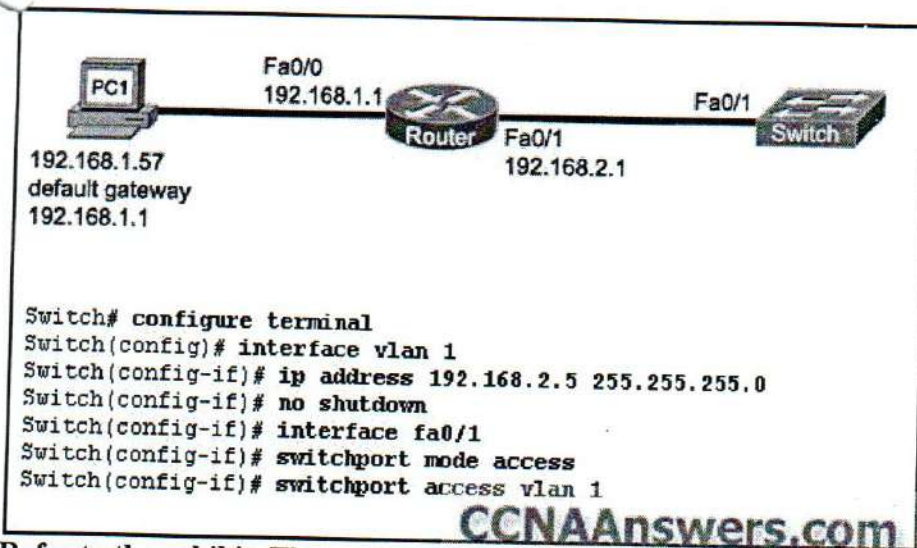 PC1
Fa0/0
192.168.1.1
Router
Fa0/1
192.168.2.1
Fa0/1
Switch
192.168.1.57
default gateway
192.168.1.1
Switch# configure terminal
Switch(config)# interface vlan 1
Switch(config-if)# ip address 192.168.2.5 255.255.255.0
Switch(config-if)# no shutdown
Switch(config-if)# interface fa0/1
Switch(config-if)# switchport mode access
Switch(config-if)# switchport access vlan 1
CCNAAnswers.com